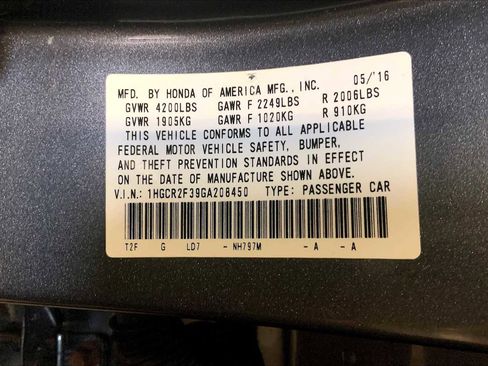 MFD. BY HONDA OF AMERICA MFG., INC. 05/'16
GVWR 4200LBS GAWR F 2249LBS R 2006LBS
GVWR 1905KG GAWR F 1020KG R 910KG
THIS VEHICLE CONFORMS TO ALL APPLICABLE
FEDERAL MOTOR VEHICLE SAFETY, BUMPER,
AND THEFT PREVENTION STANDARDS IN EFFECT
ON THE DATE OF MANUFACTURE SHOWN ABOVE.
V.I.N.: 1HGCR2F39GA208450 TYPE: PASSENGER CAR
T2F G LD7 - NH797M - A - A